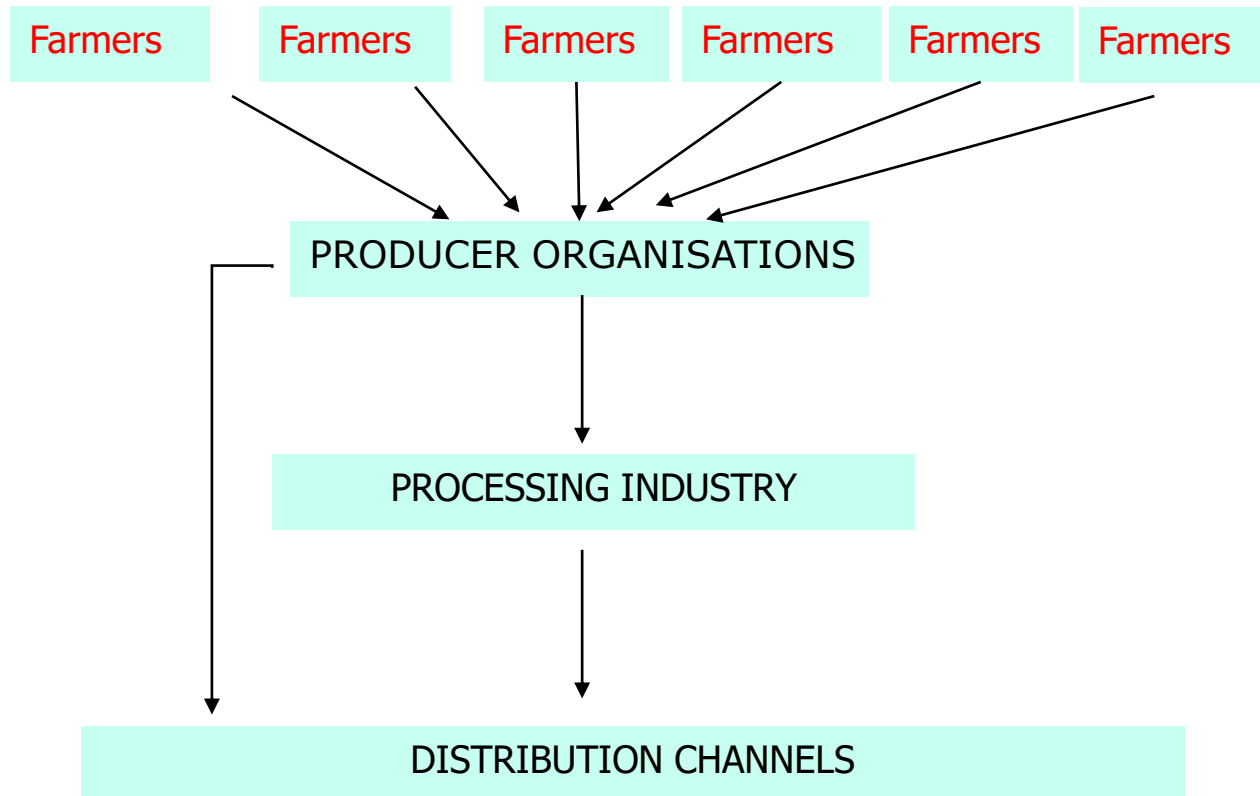 Farmers
Farmers
Farmers
Farmers
Farmers
Farmers
PRODUCER ORGANISATIONS
PROCESSING INDUSTRY
DISTRIBUTION CHANNELS